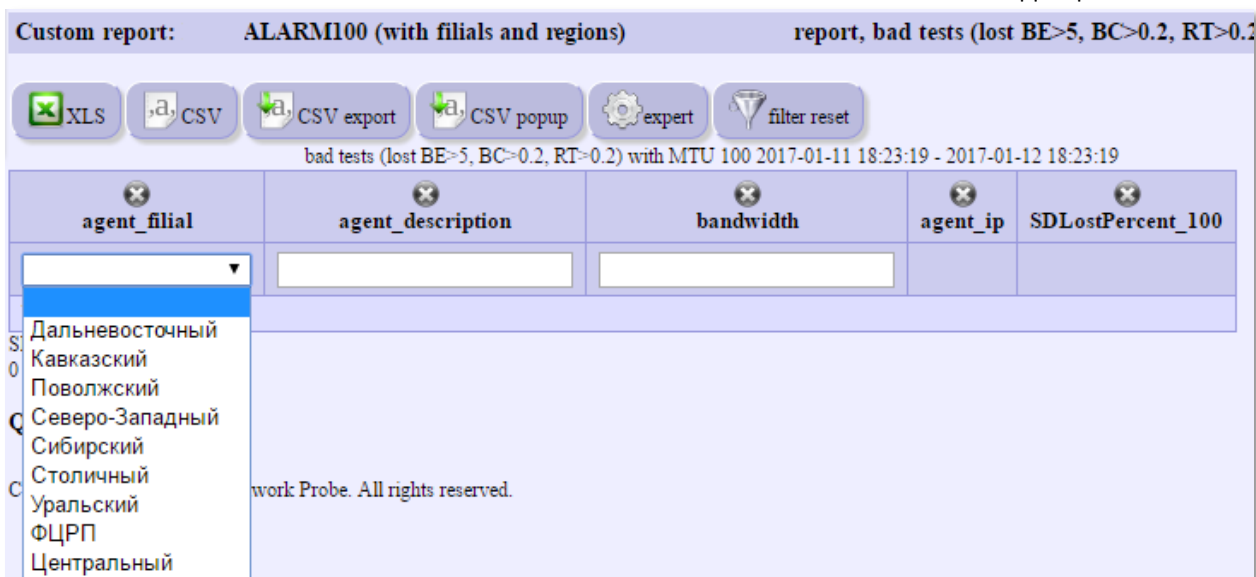 Custom report: ALARM100 (with filials and regions) report, bad tests (lost BE>5, BC>0.2, RT>0.2
XLS ,a, CSV a, CSV export a, CSV popup expert filter reset
bad tests (lost BE>5, BC>0.2, RT>0.2) with MTU 100 2017-01-11 18:23:19 - 2017-01-12 18:23:19
agent_filial agent_description bandwidth agent_ip SDLostPercent_100
Дальневосточный
Кавказский
Поволжский
Северо-Западный
Сибирский
Столичный
Уральский
work Probe. All rights reserved.
ФЦРП
Центральный